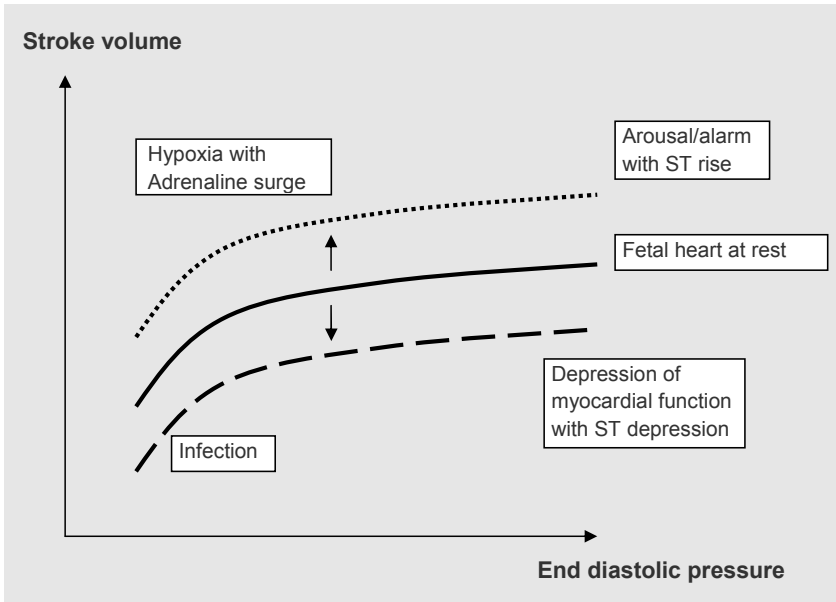 Stroke volume
Hypoxia with
Adrenaline surge
Arousal/alarm
with ST rise
Fetal heart at rest
Depression of
myocardial function
with ST depression
Infection
End diastolic pressure